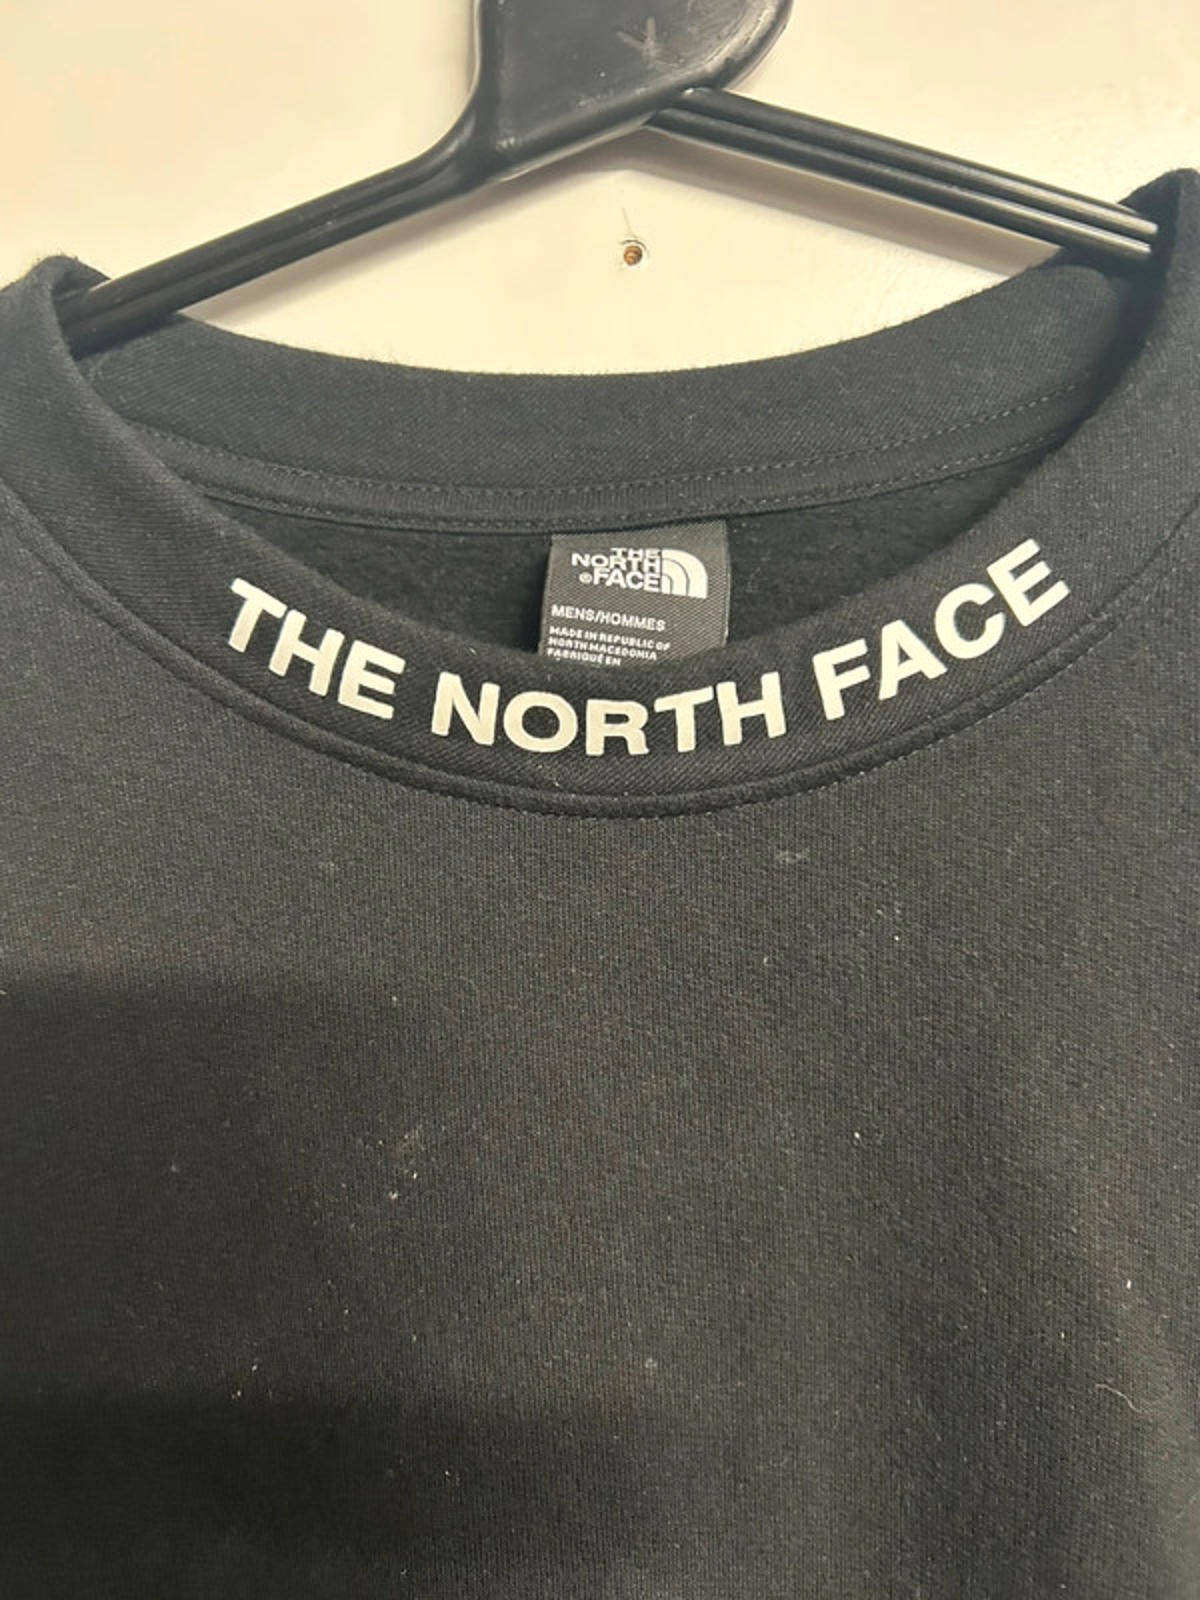 THE
NORTH
®FACE
MENS/HOMMES
MADE IN REPUBLIC OF
NORTH MACEDONIA
FABRIQUÉ EN
THE NORTH FACE